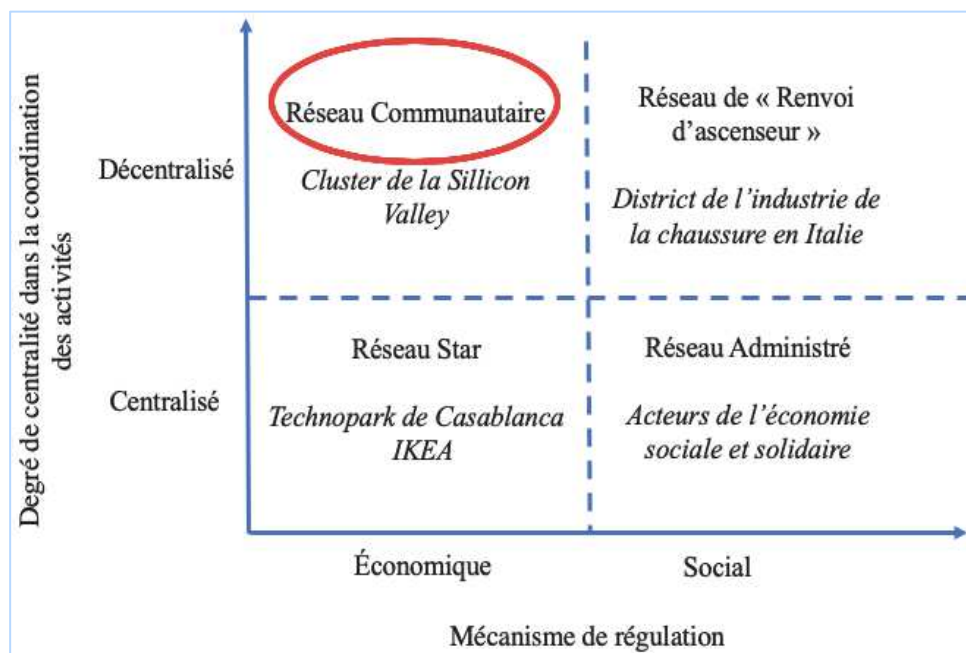 Degré de centralité dans la coordination
des activités
Décentralisé
Réseau Communautaire
Cluster de la Sillicon
Valley
Réseau de « Renvoi
d’ascenseur »
District de l’industrie de
la chaussure en Italie
Centralisé
Réseau Star
Technopark de Casablanca
IKEA
Réseau Administré
Acteurs de l’économie
sociale et solidaire
Économique
Social
Mécanisme de régulation